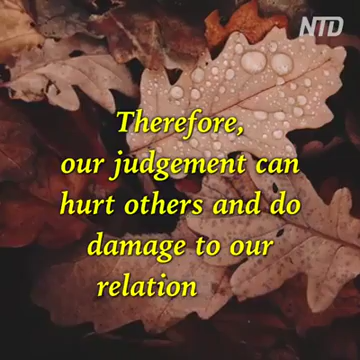 NTD
Therefore,
our judgement can
hurt others and do
damage to our
relation